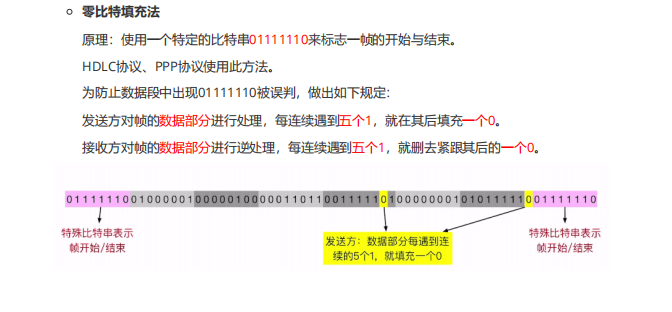 零比特填充法
原理：使用一个特定的比特串01111110来标志一帧的开始与结束。
HDLC协议、PPP协议使用此方法。
为防止数据段中出现01111110被误判，做出如下规定：
发送方对帧的数据部分进行处理，每连续遇到五个1，就在其后填充一个0。
接收方对帧的数据部分进行逆处理，每连续遇到五个1，就删去紧跟其后的一个0。
01111110010000010000010000011011001111101000000010101111100 1111110
特殊比特串表示
帧开始/结束
发送方：数据部分每遇到连
续的5个1，就填充一个0
特殊比特串表示
帧开始/结束